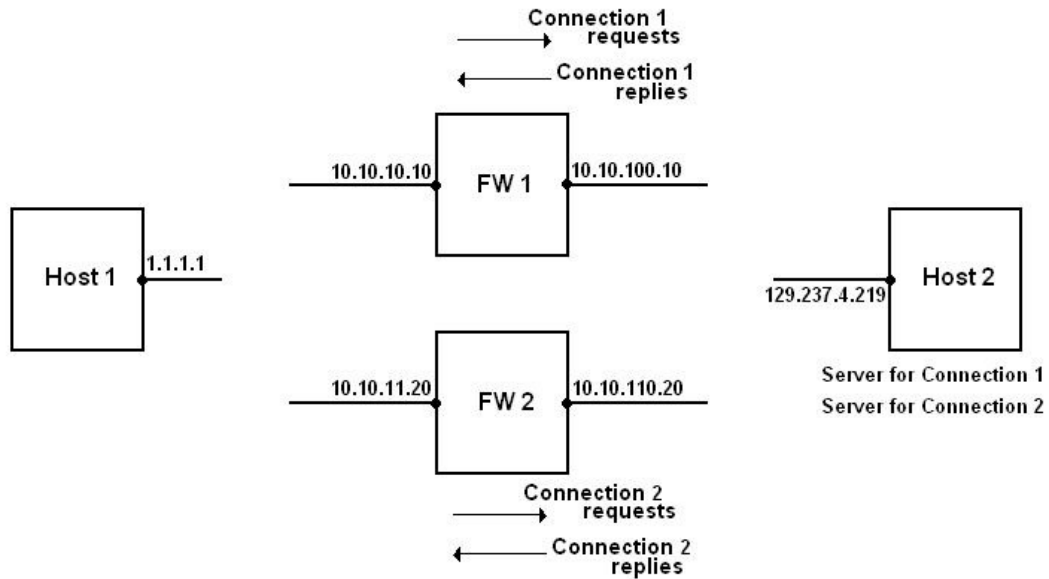 Connection 1
requests
Connection 1
replies
10.10.10.10
FW 1
10.10.100.10
Host 1
1.1.1.1
129.237.4.219
Host 2
Server for Connection 1
Server for Connection 2
10.10.11.20
FW 2
10.10.110.20
Connection 2
requests
Connection 2
replies